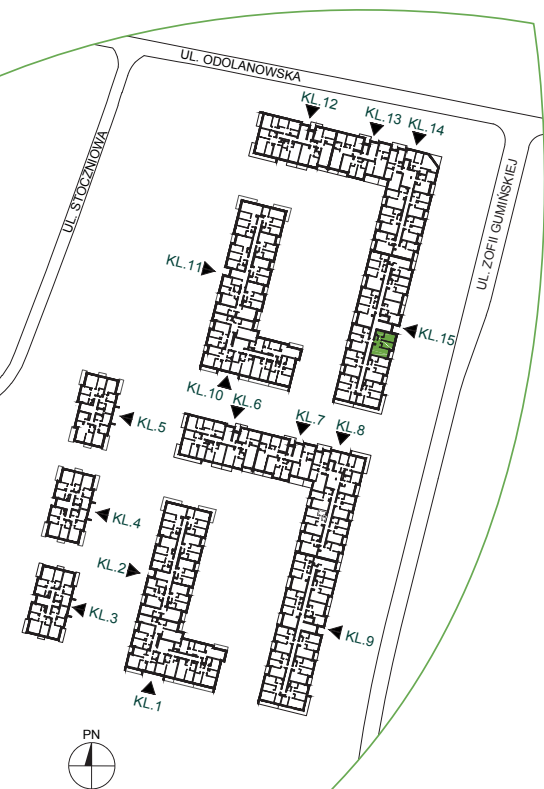 UL. ODOLANOWSKA
KL.12
KL.13
KL.14
UL. STOCZNIOWA
UL. ZOFII GUMIŃSKIEJ
KL.11
KL.15
KL.10
KL.6
KL.7
KL.8
KL.5
KL.4
KL.2
KL.3
KL.9
KL.1
PN